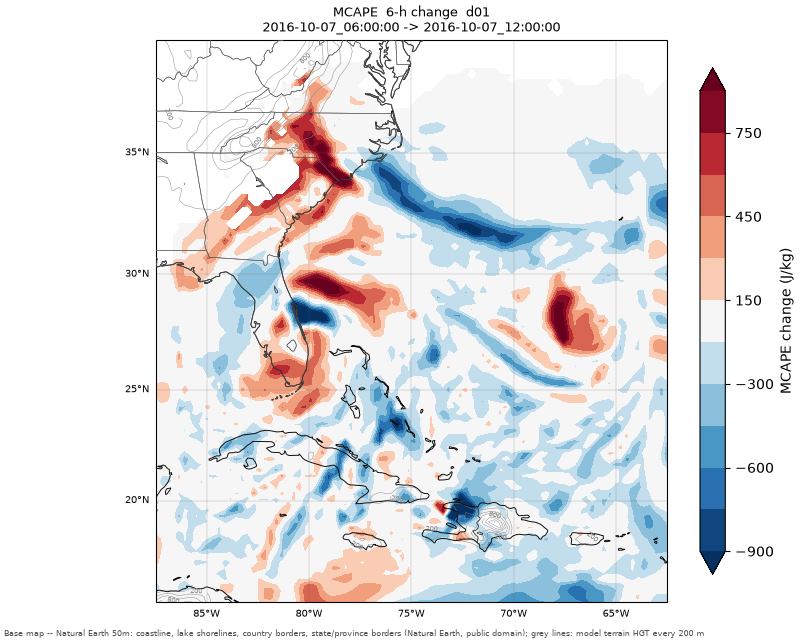 MCAPE 6-h change d01
2016-10-07_06:00:00 -> 2016-10-07_12:00:00
35°N
30°N
25°N
20°N
85°W
80°W
75°W
70°W
65°W
750
450
150
−300
−600
−900
MCAPE change (J/kg)
Base map -- Natural Earth 50m: coastline, lake shorelines, country borders, state/province borders (Natural Earth, public domain); grey lines: model terrain HGT every 200 m